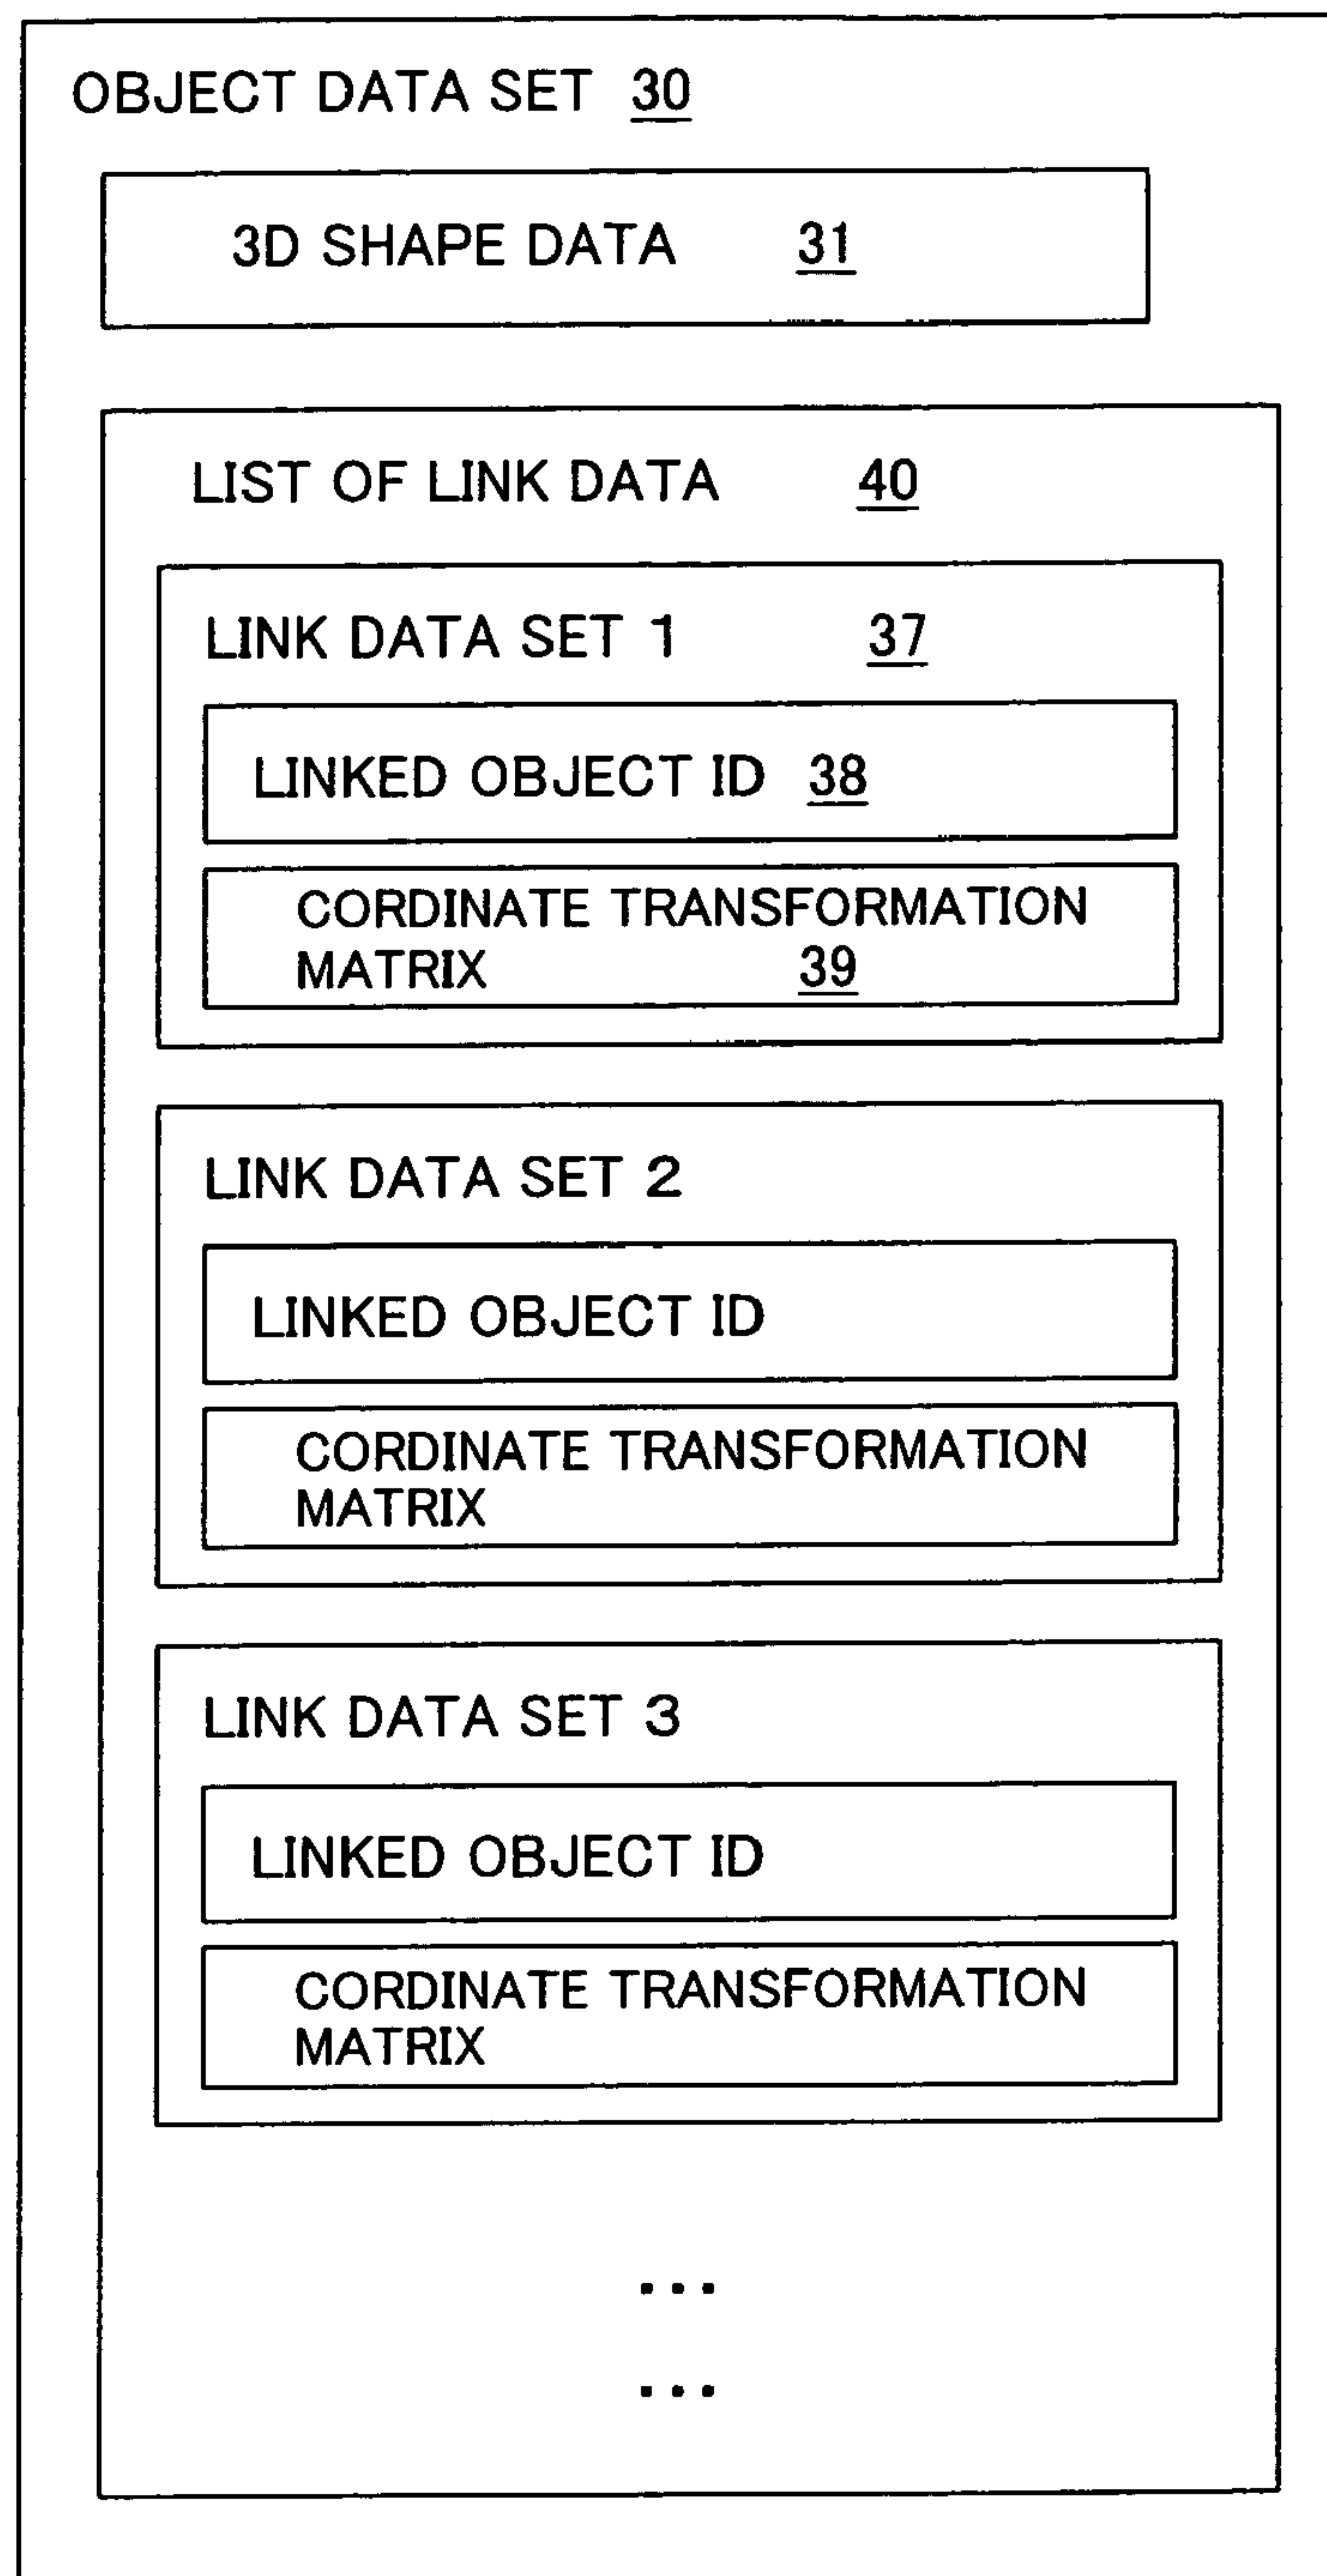 OBJECT DATA SET 30
3D SHAPE DATA 31
LIST OF LINK DATA 40
LINK DATA SET 1 37
LINKED OBJECT ID 38
CORDINATE TRANSFORMATION
MATRIX 39
LINK DATA SET 2
LINKED OBJECT ID
CORDINATE TRANSFORMATION
MATRIX
LINK DATA SET 3
LINKED OBJECT ID
CORDINATE TRANSFORMATION
MATRIX
...
...